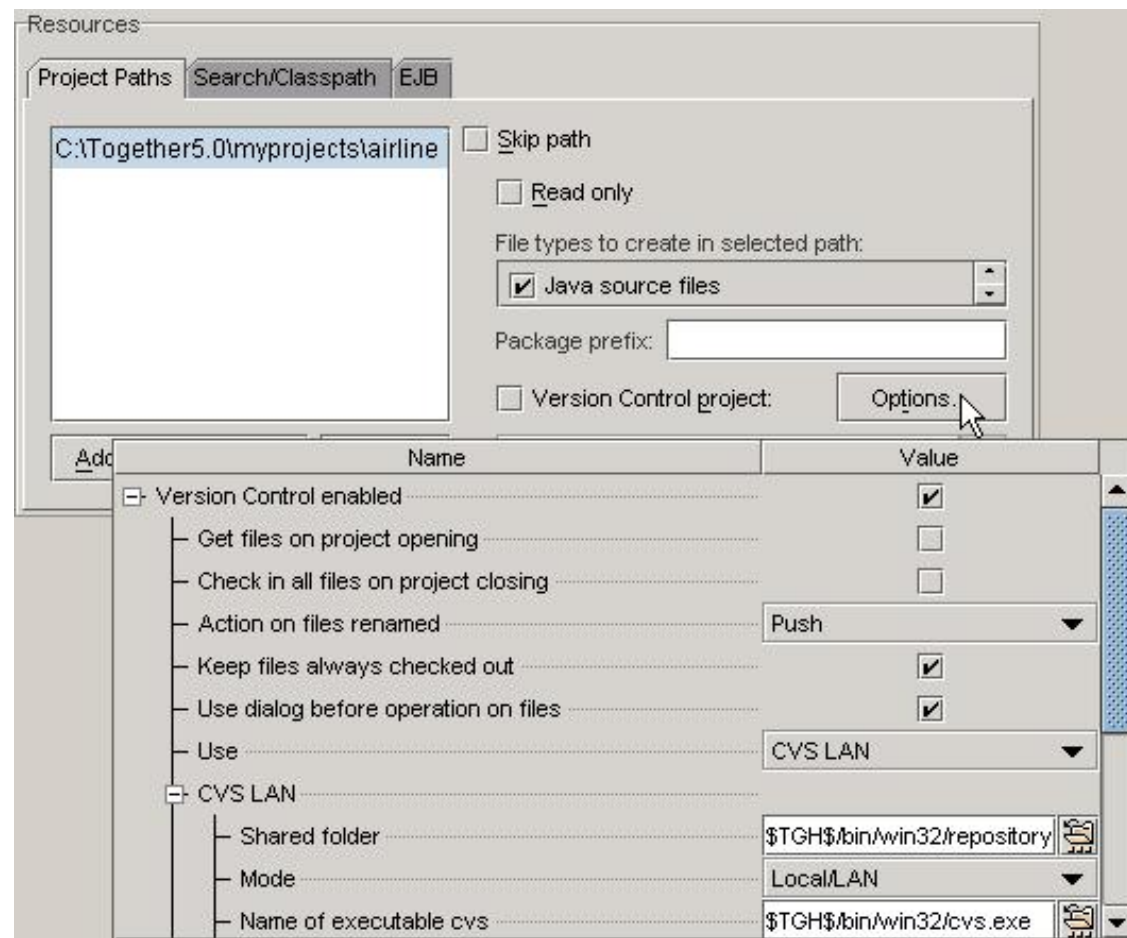 Resources
Project Paths Search/Classpath EJB
C:\Together5.0\myprojects\airline
Skip path
Read only
File types to create in selected path:
Java source files
Package prefix:
Version Control project: Options...
Add
Name Value
Version Control enabled
Get files on project opening
Check in all files on project closing
Action on files renamed Push
Keep files always checked out
Use dialog before operation on files
Use CVS LAN
CVS LAN
Shared folder $TGH$/bin/win32/repository
Mode Local/LAN
Name of executable cvs $TGH$/bin/win32/cvs.exe